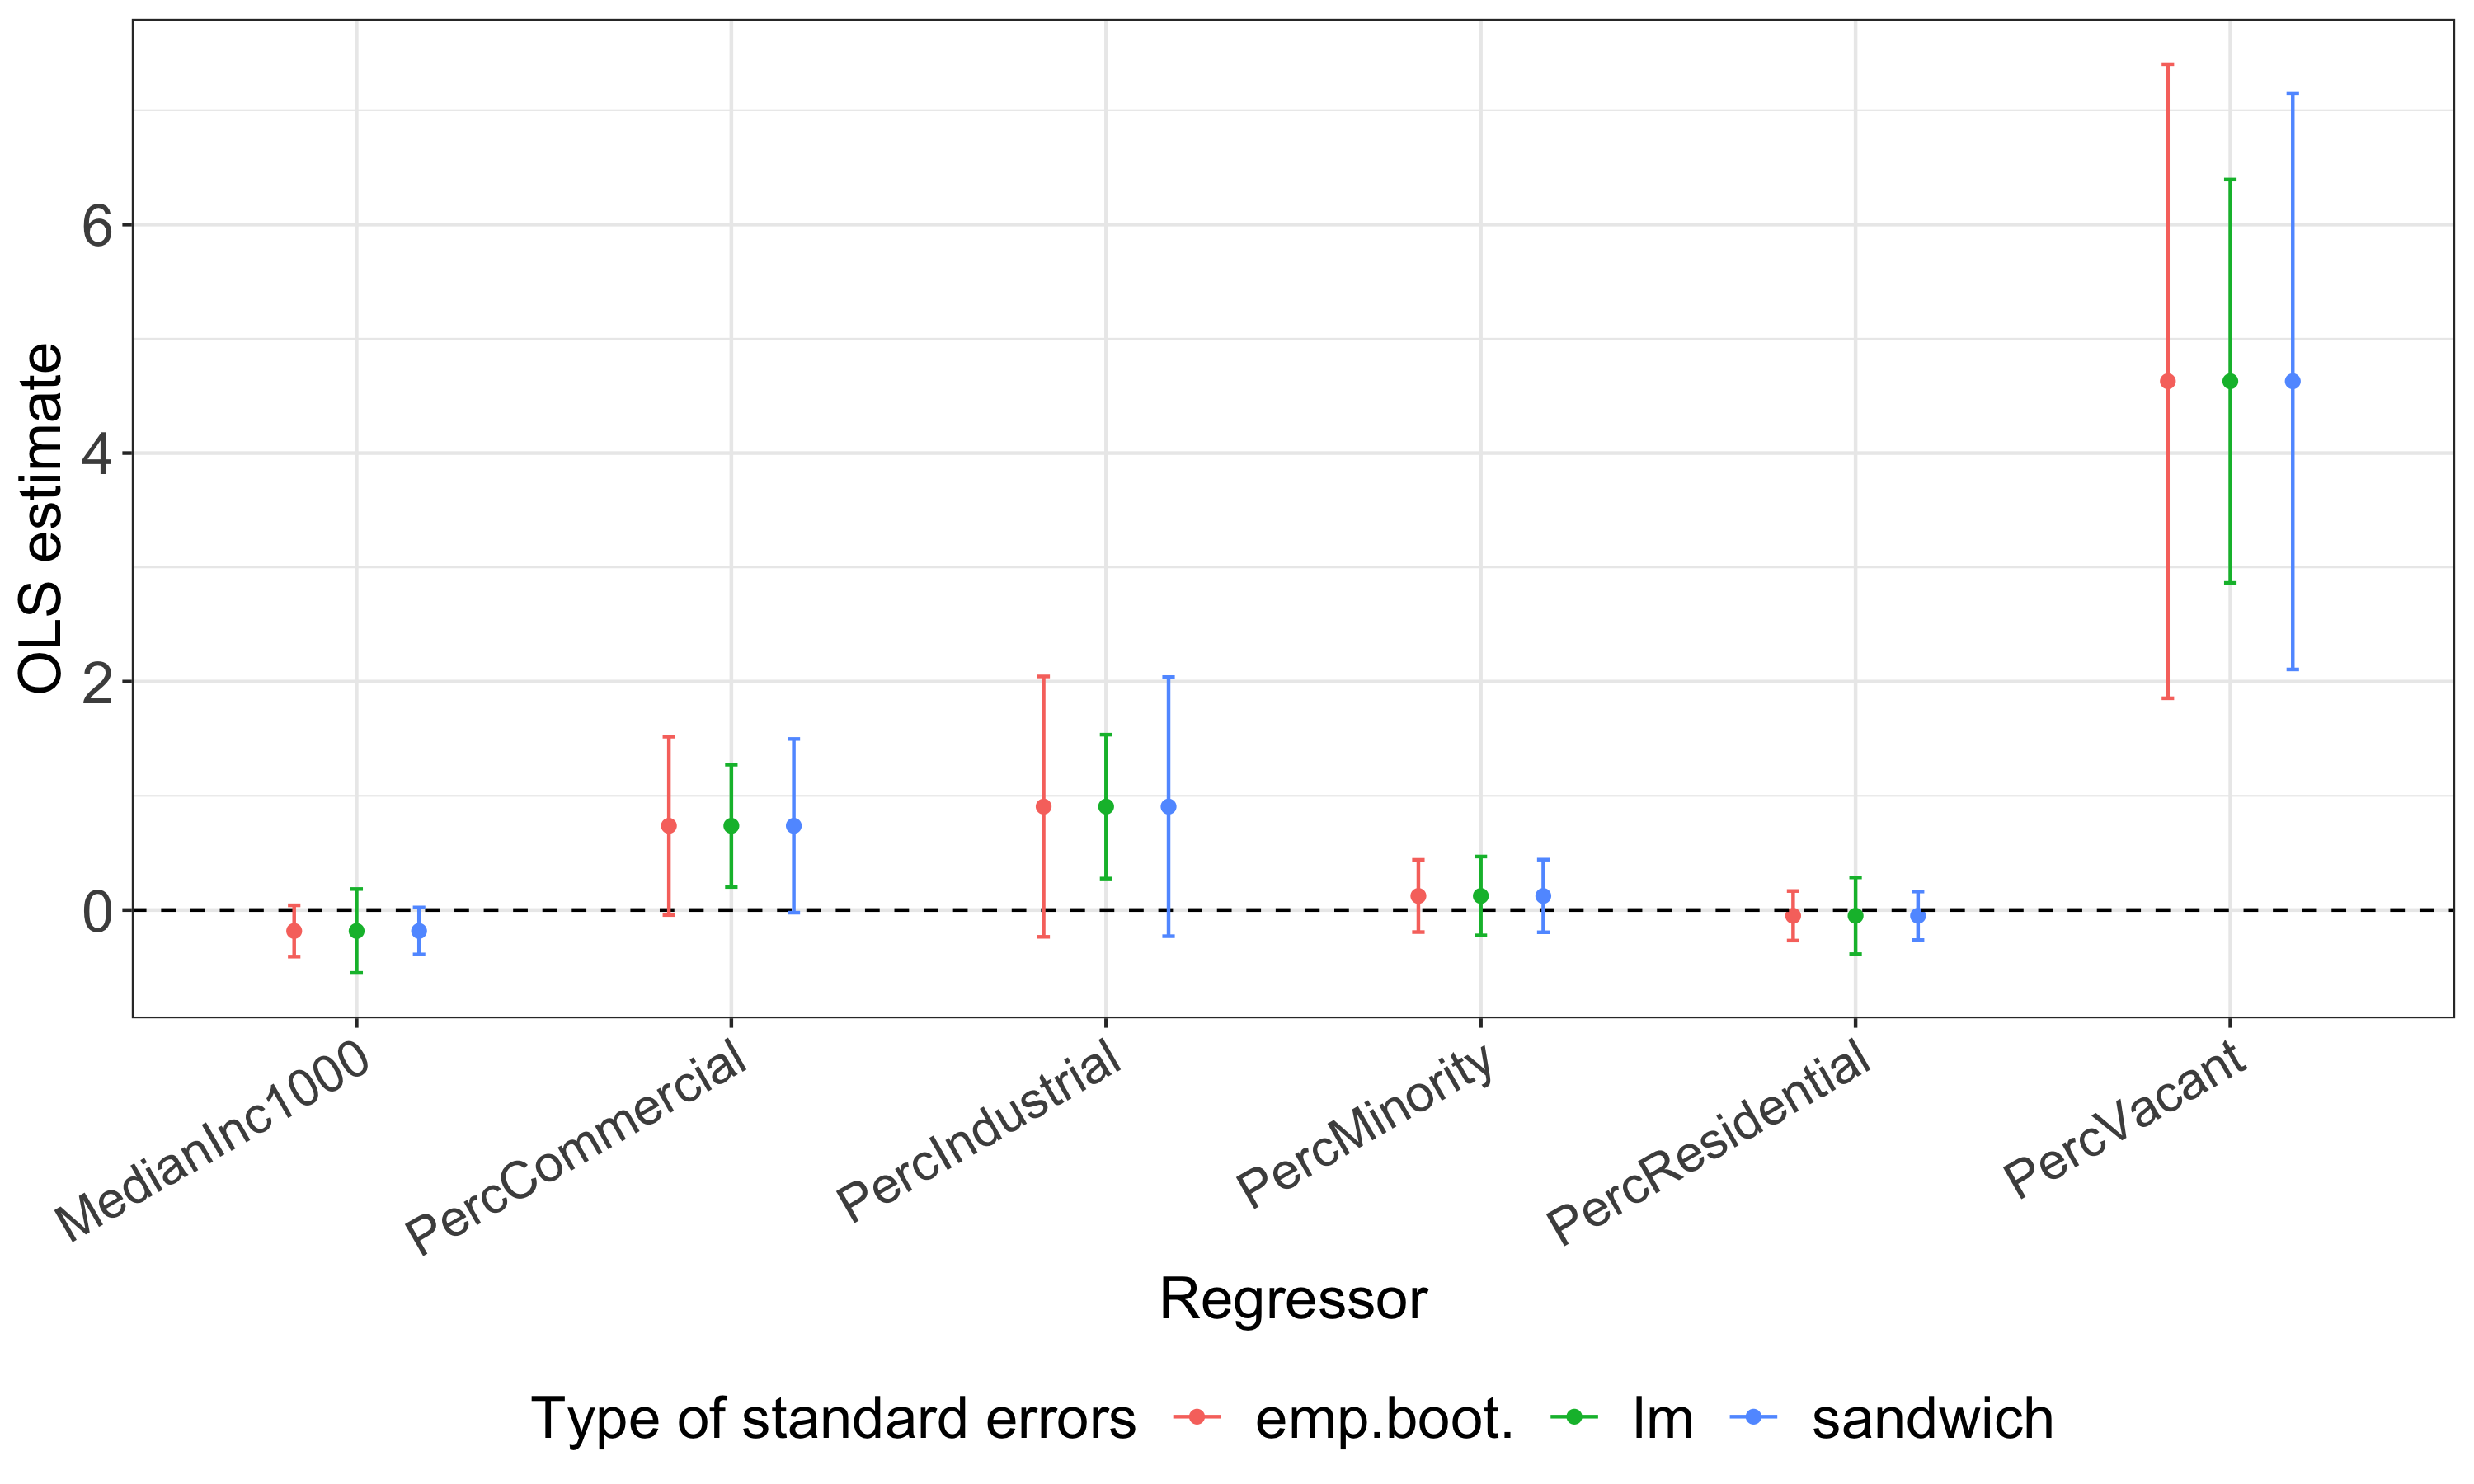 OLS estimate
6
4
2
0
MedianInc1000
PercCommercial
PercIndustrial
PercMinority
PercResidential
PercVacant
Regressor
Type of standard errors emp.boot. lm sandwich